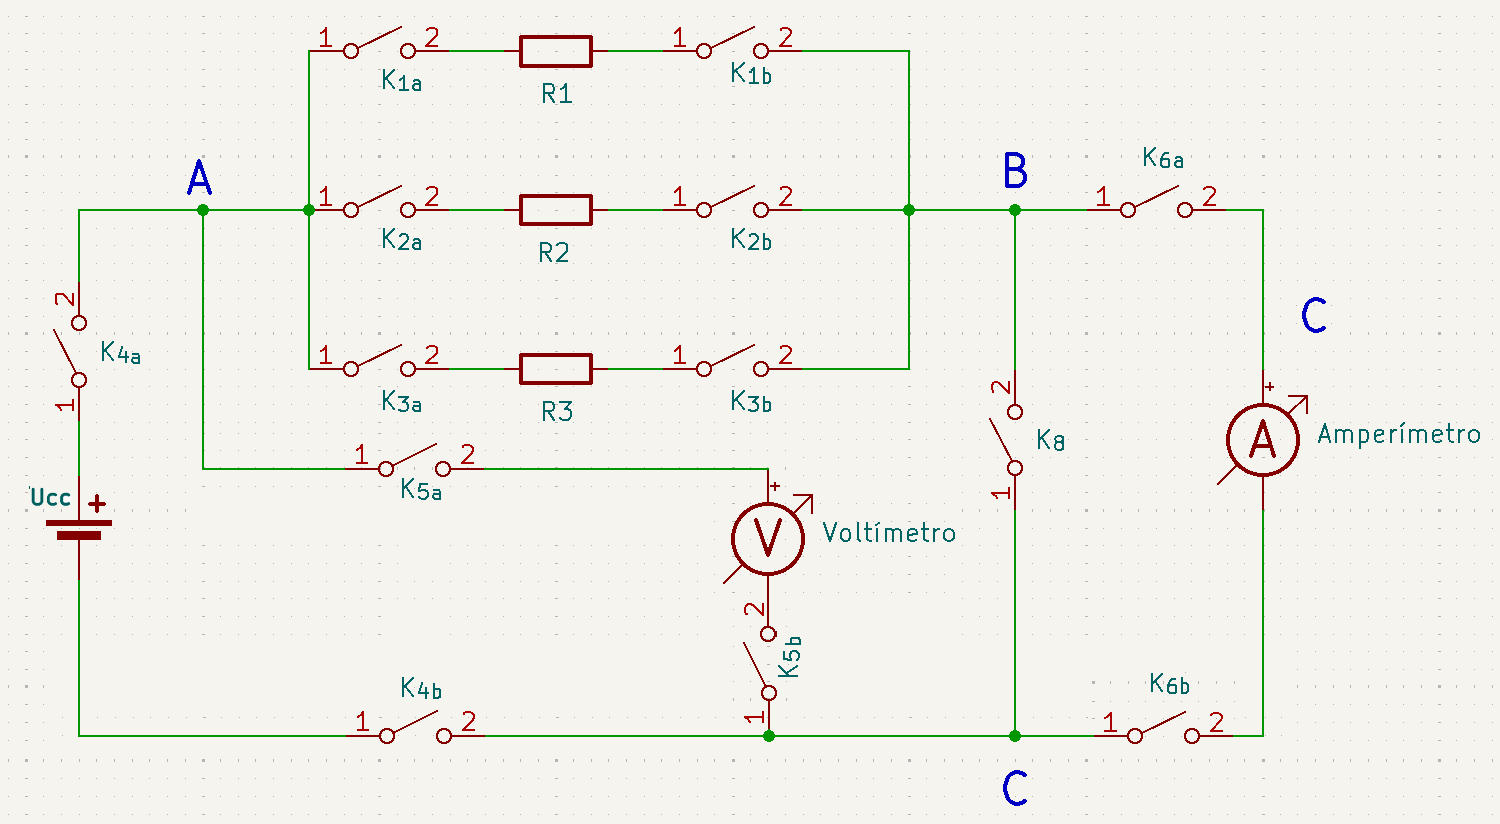 1 2 1 2
K1a K1b
R1
A B K6a
1 2 1 2 1 2
K2a K2b
R2
2 C
K4a 1 2 1 2
1 K3a K3b 2 +
R3 K8 A Amperímetro
1 2
K5a 1
Ucc + +
V Voltímetro
2
K5b
K4b K6b
1 2 1 1 2
C